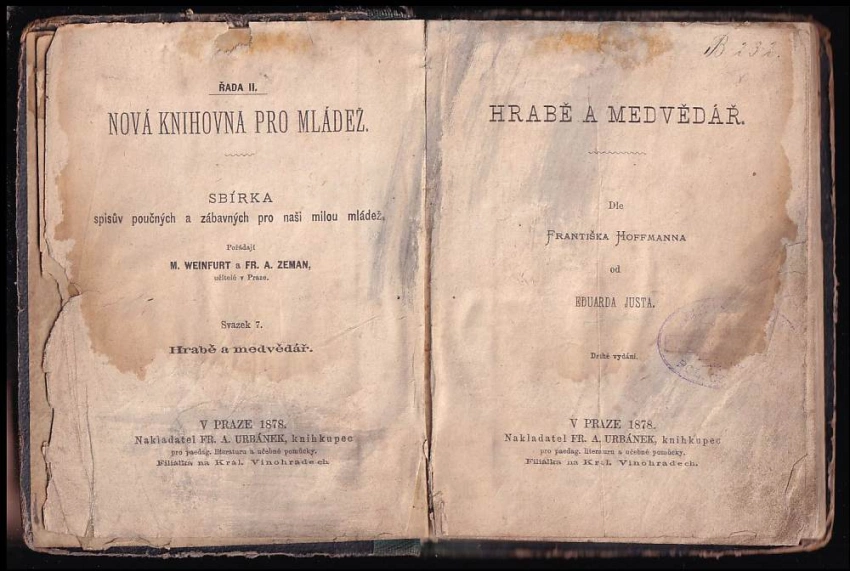 ŘADA II.
NOVÁ KNIHOVNA PRO MLÁDEŽ.
SBÍRKA
spisův poučných a zábavných pro naši milou mládež,
Pořádají
M. WEINFURT a FR. A. ZEMAN,
učitelé v Praze.
Svazek 7.
Hrabě a medvědář.
V PRAZE 1878.
Nakladatel FR. A. URBÁNEK, knihkupec
pro paedag. literaturu a učebné pomůcky.
Filiálka na Král. Vinohradech.
B 232.
HRABĚ A MEDVĚDÁŘ.
Dle
FRANTIŠKA HOFFMANNA
od
EDUARDA JUSTA.
Druhé vydání.
V PRAZE 1878.
Nakladatel FR. A. URBÁNEK, knihkupec
pro paedag. literaturu a učebné pomůcky.
Filiálka na Král. Vinohradech.